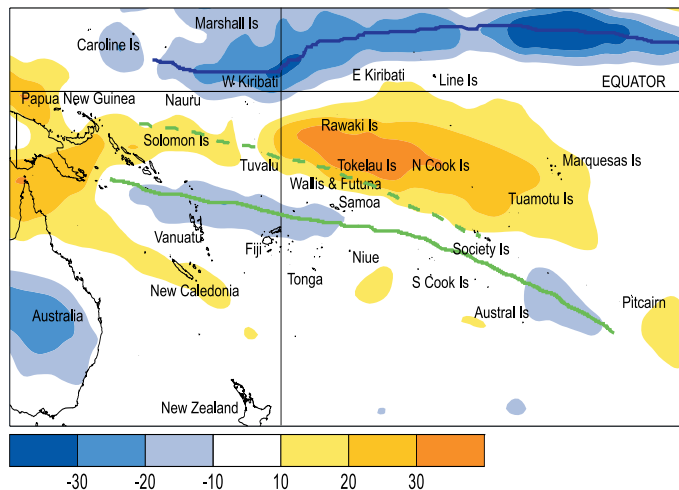 Marshall Is
Caroline Is
W Kiribati
E Kiribati
Line Is
EQUATOR
Papua New Guinea
Nauru
Rawaki Is
Solomon Is
Tuvalu
Tokelau Is
N Cook Is
Marquesas Is
Wallis & Futuna
Samoa
Tuamotu Is
Vanuatu
Fiji
Niue
Society Is
Tonga
S Cook Is
New Caledonia
Pitcairn
Australia
Austral Is
New Zealand
-30 -20 -10 10 20 30